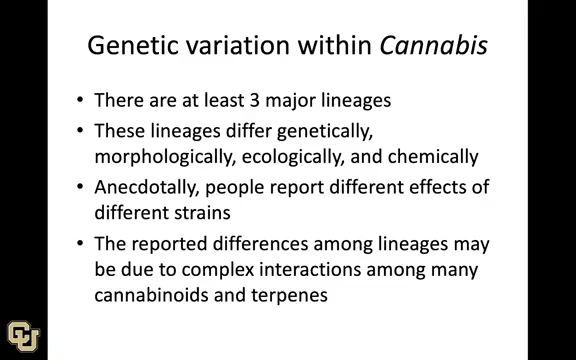 Genetic variation within Cannabis
• There are at least 3 major lineages
• These lineages differ genetically,
morphologically, ecologically, and chemically
• Anecdotally, people report different effects of
different strains
• The reported differences among lineages may
be due to complex interactions among many
cannabinoids and terpenes
CU